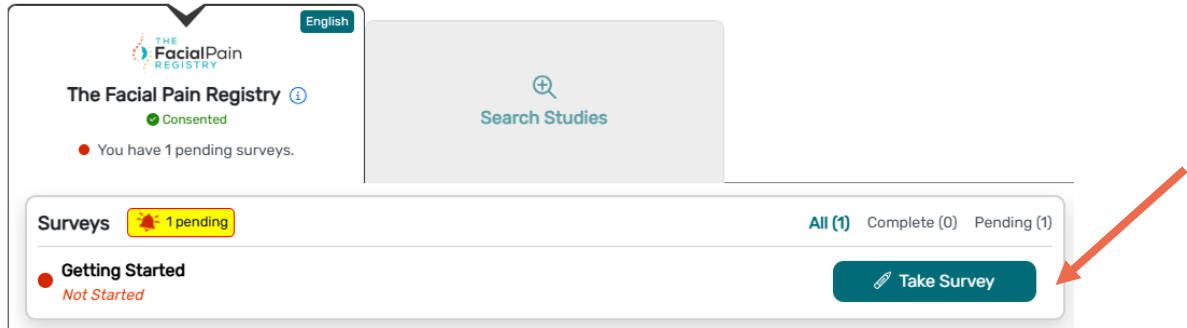 English
THE
FacialPain
REGISTRY
The Facial Pain Registry
Consented
You have 1 pending surveys.
Search Studies
Surveys 1 pending All (1) Complete (0) Pending (1)
Getting Started
Not Started
Take Survey